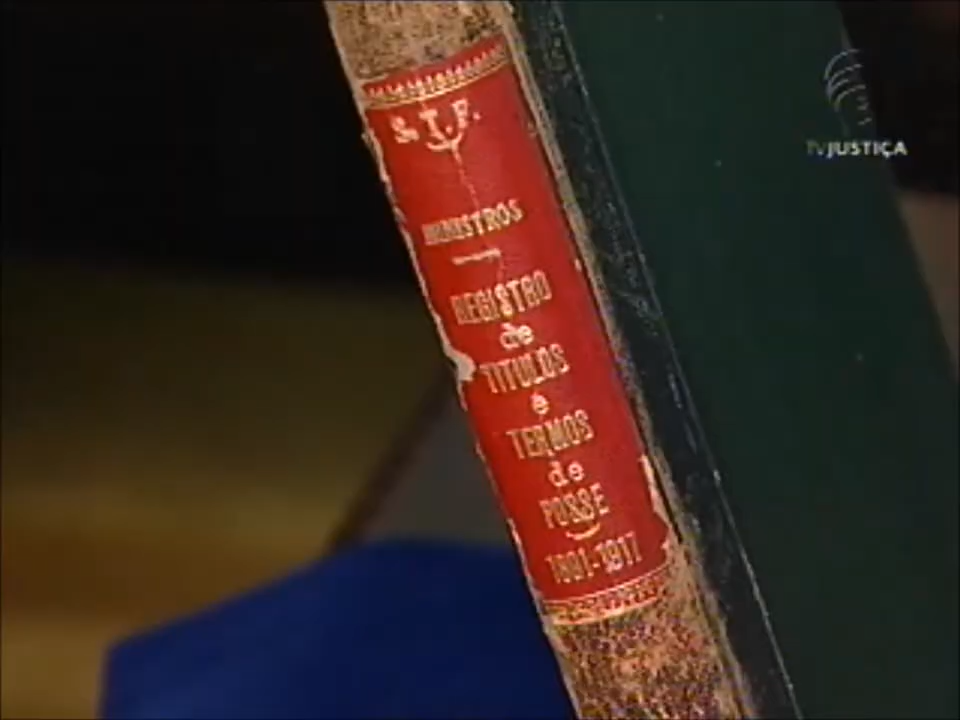 S.T.F.
MINISTROS
REGISTRO
de
TITULOS
e
TERMOS
de
POSSE
1891-1917
TV JUSTIÇA